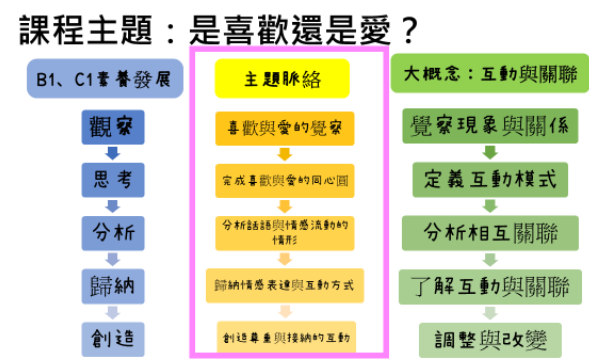 課程主題：是喜歡還是愛？
B1、C1素養發展
觀察
思考
分析
歸納
創造
主題脈絡
喜歡與愛的覺察
完成喜歡與愛的同心圓
分析話語與情感流動的
情形
歸納情感表達與互動方式
創造尊重與接納的互動
大概念：互動與關聯
覺察現象與關係
定義互動模式
分析相互關聯
了解互動與關聯
調整與改變